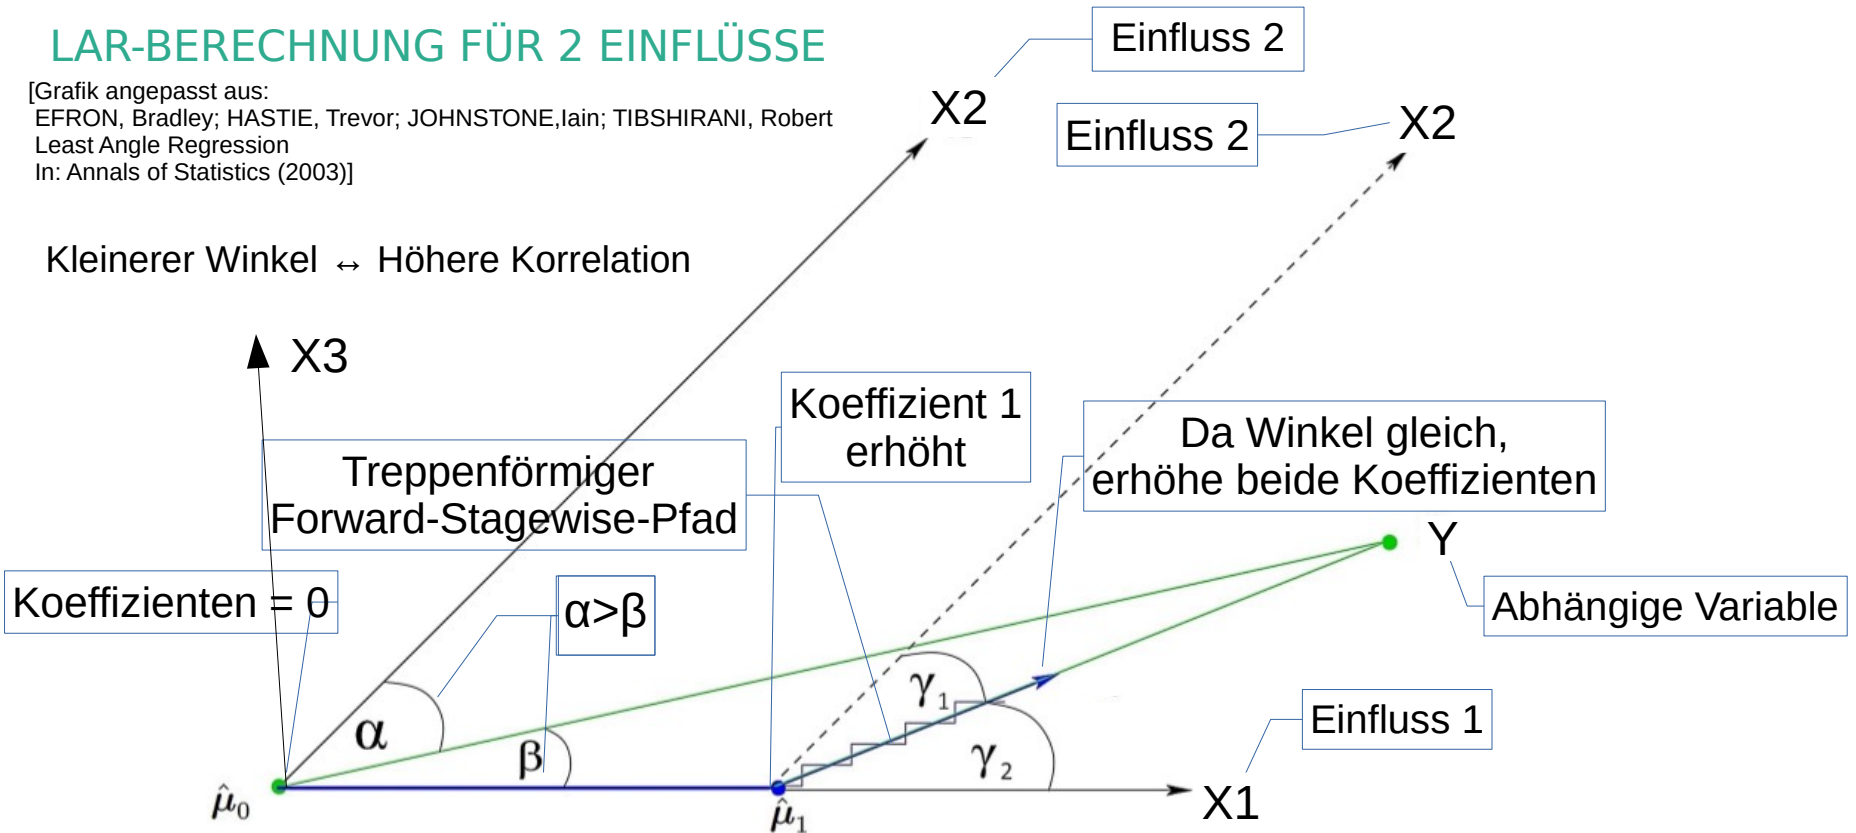 LAR-BERECHNUNG FÜR 2 EINFLÜSSE
[Grafik angepasst aus:
EFRON, Bradley; HASTIE, Trevor; JOHNSTONE,Iain; TIBSHIRANI, Robert
Least Angle Regression
In: Annals of Statistics (2003)]
Einfluss 2
X2
Einfluss 2
X2
Kleinerer Winkel ↔ Höhere Korrelation
X3
Koeffizient 1
erhöht
Da Winkel gleich,
erhöhe beide Koeffizienten
Treppenförmiger
Forward-Stagewise-Pfad
Y
Koeffizienten = 0
α>β
Abhängige Variable
γ₁
Einfluss 1
α
β
γ₂
μ̂₀
μ̂₁
X1